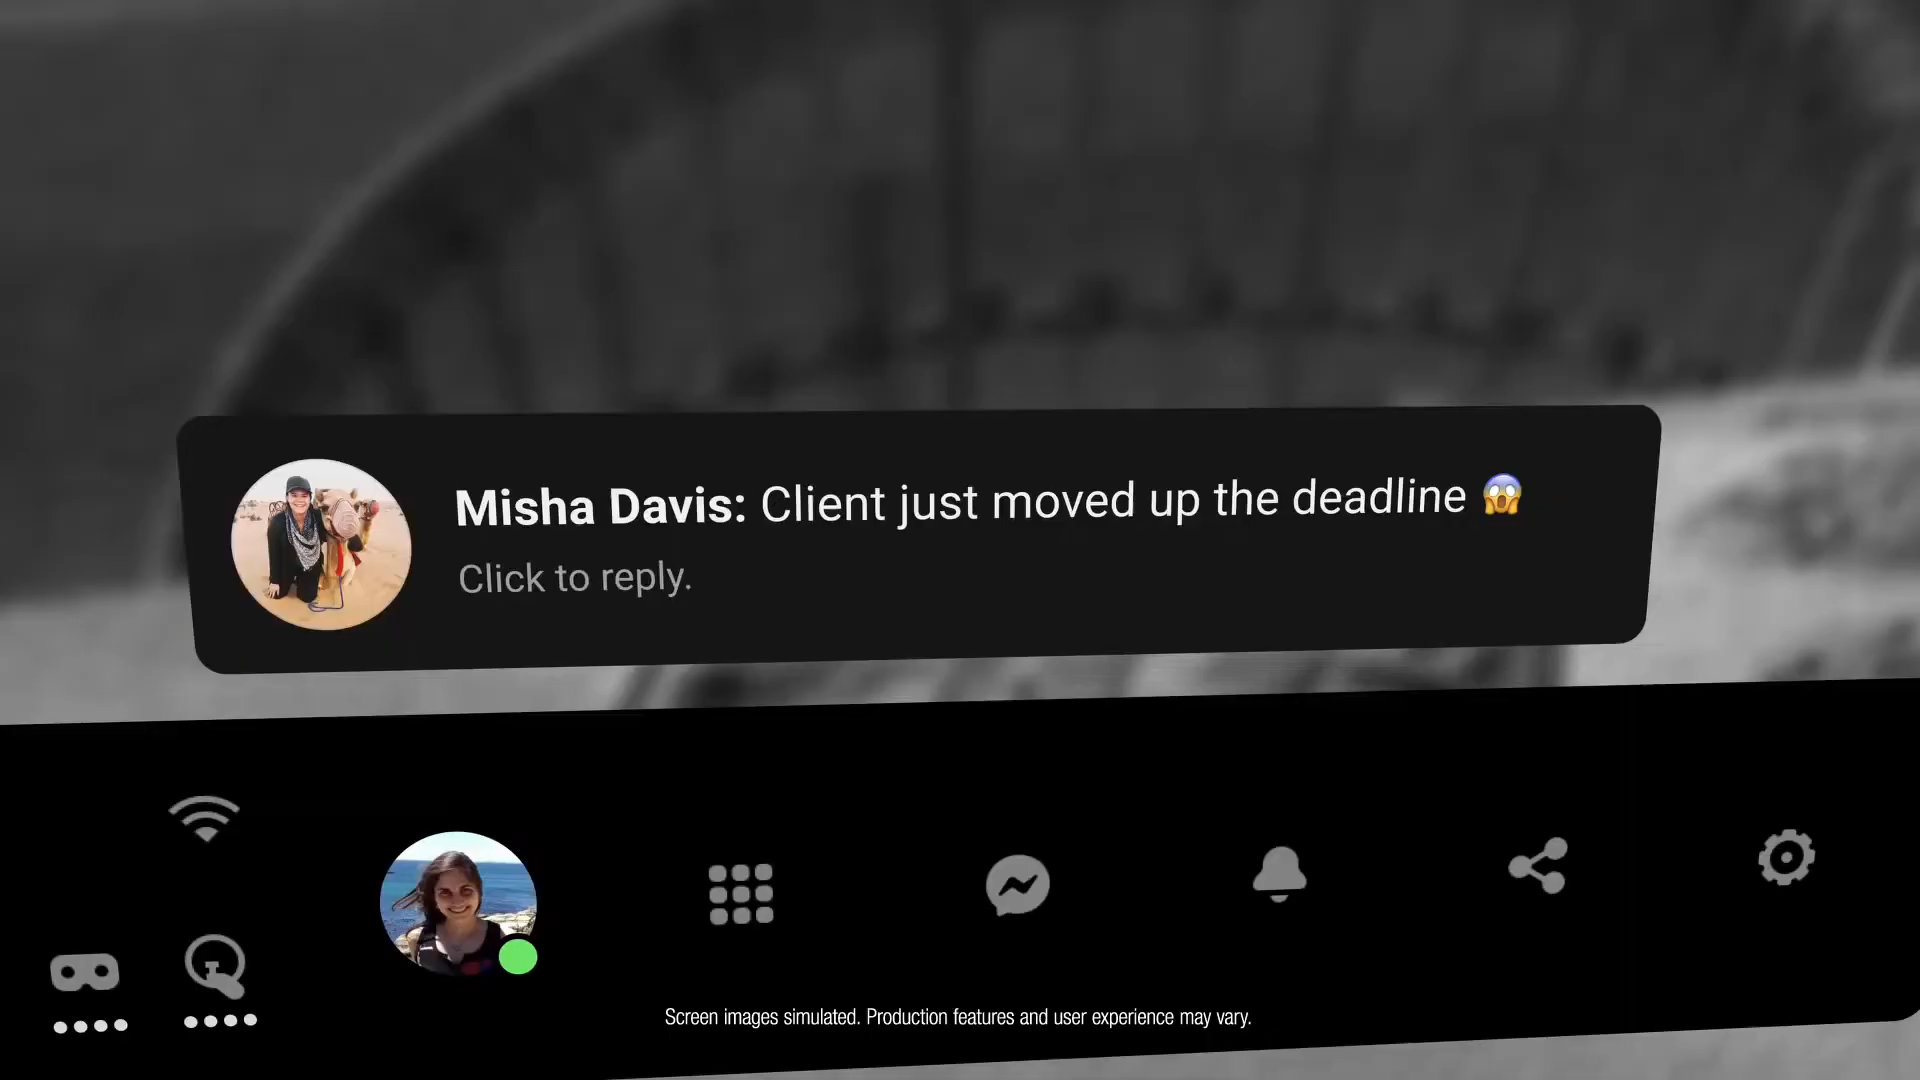 Misha Davis: Client just moved up the deadline 😱
Click to reply.
Screen images simulated. Production features and user experience may vary.